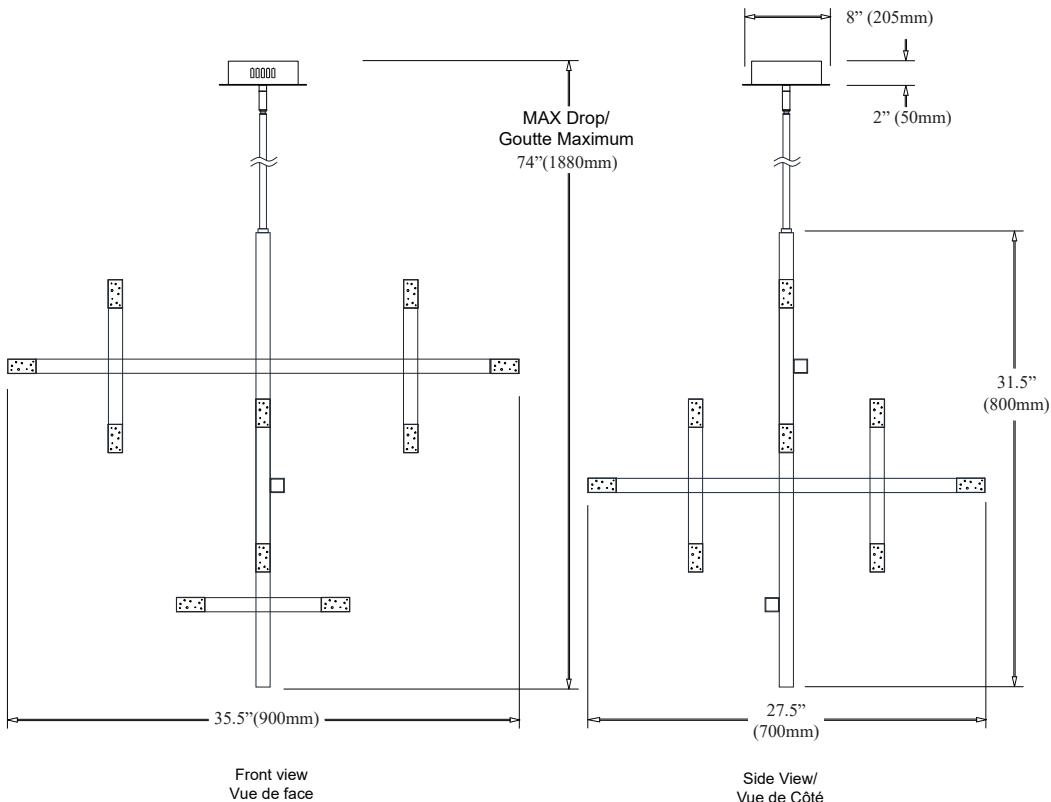 8” (205mm)
2” (50mm)
MAX Drop/
Goutte Maximum
74”(1880mm)
31.5”
(800mm)
35.5”(900mm)
27.5”
(700mm)
Front view
Vue de face
Side View/
Vue de Côté